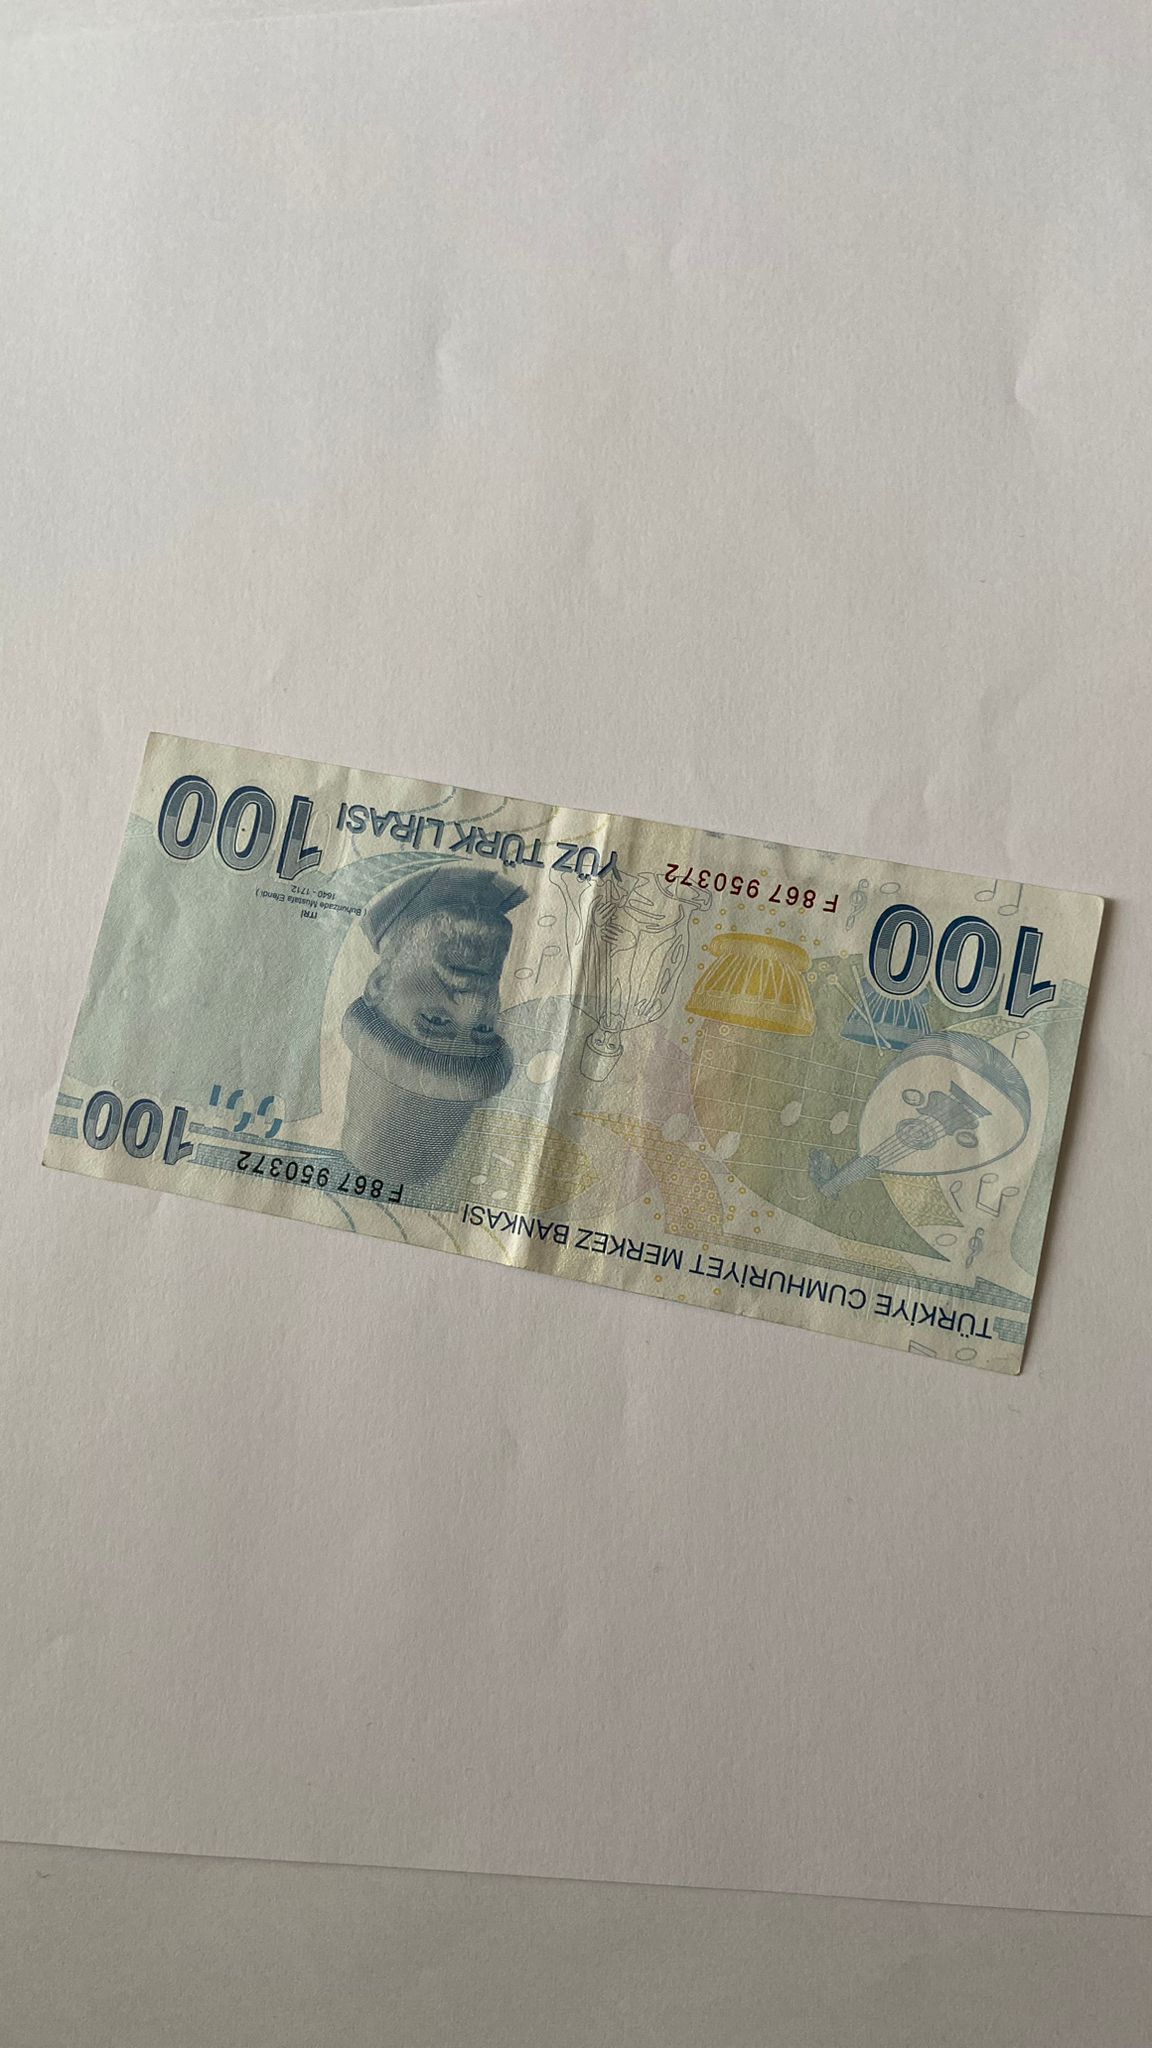 TÜRKİYE CUMHURİYET MERKEZ BANKASI
F 867 950372
100
100
F 867 950372
YÜZ TÜRK LİRASI
ITRÎ
( Buhurizade Mustafa Efendi )
1640 - 1712
100